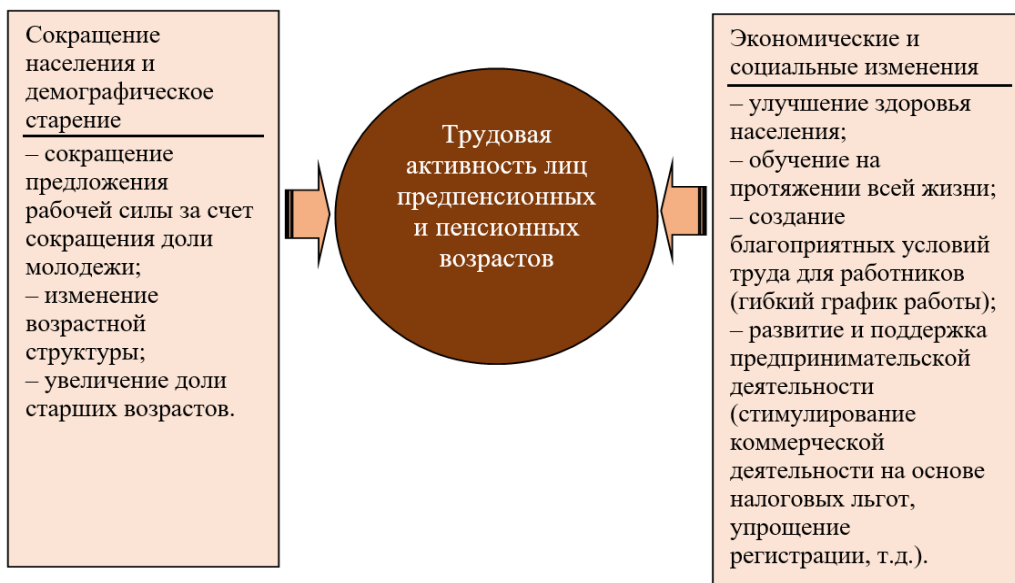 Сокращение
населения и
демографическое
старение
– сокращение
предложения
рабочей силы за счет
сокращения доли
молодежи;
– изменение
возрастной
структуры;
– увеличение доли
старших возрастов.
Трудовая
активность лиц
предпенсионных
и пенсионных
возрастов
Экономические и
социальные изменения
– улучшение здоровья
населения;
– обучение на
протяжении всей жизни;
– создание
благоприятных условий
труда для работников
(гибкий график работы);
– развитие и поддержка
предпринимательской
деятельности
(стимулирование
коммерческой
деятельности на основе
налоговых льгот,
упрощение
регистрации, т.д.).